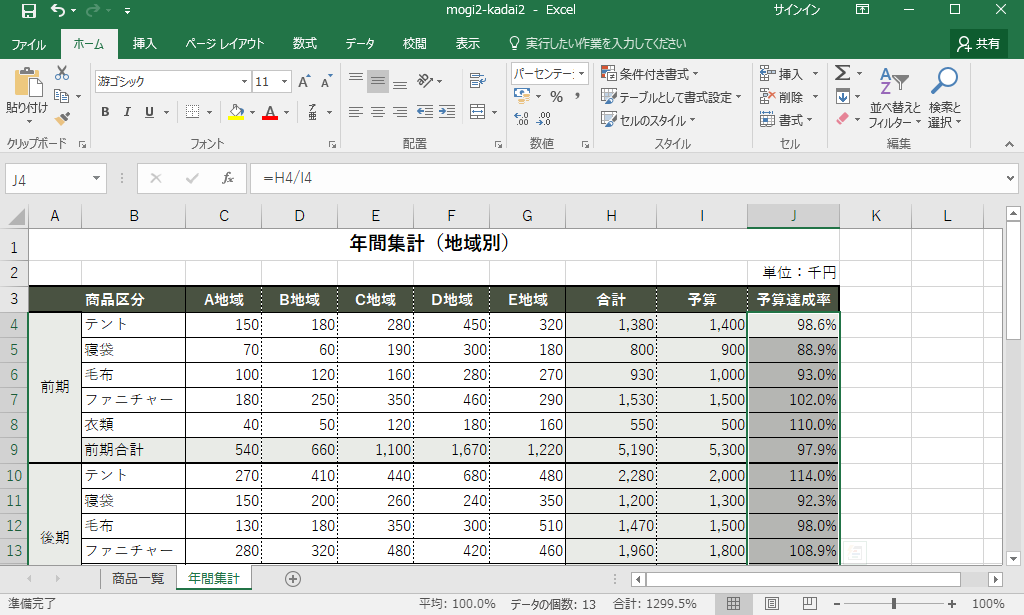 mogi2-kadai2 - Excel
サインイン
ファイル ホーム 挿入 ページ レイアウト 数式 データ 校閲 表示 実行したい作業を入力してください 共有
貼り付け
クリップボード
游ゴシック 11
B I U
フォント
配置
パーセンテー
% ,
数値
条件付き書式
テーブルとして書式設定
セルのスタイル
スタイル
挿入
削除
書式
セル
並べ替えと
フィルター
検索と
選択
編集
J4 fx =H4/I4
A B C D E F G H I J K L
1 年間集計（地域別）
2 単位：千円
3 商品区分 A地域 B地域 C地域 D地域 E地域 合計 予算 予算達成率
4 テント 150 180 280 450 320 1,380 1,400 98.6%
5 寝袋 70 60 190 300 180 800 900 88.9%
6 前期 毛布 100 120 160 280 270 930 1,000 93.0%
7 ファニチャー 180 250 350 460 290 1,530 1,500 102.0%
8 衣類 40 50 120 180 160 550 500 110.0%
9 前期合計 540 660 1,100 1,670 1,220 5,190 5,300 97.9%
10 テント 270 410 440 680 480 2,280 2,000 114.0%
11 寝袋 150 200 260 240 350 1,200 1,300 92.3%
12 後期 毛布 130 180 350 300 510 1,470 1,500 98.0%
13 ファニチャー 280 320 480 420 460 1,960 1,800 108.9%
商品一覧 年間集計
準備完了 平均: 100.0% データの個数: 13 合計: 1299.5% 100%